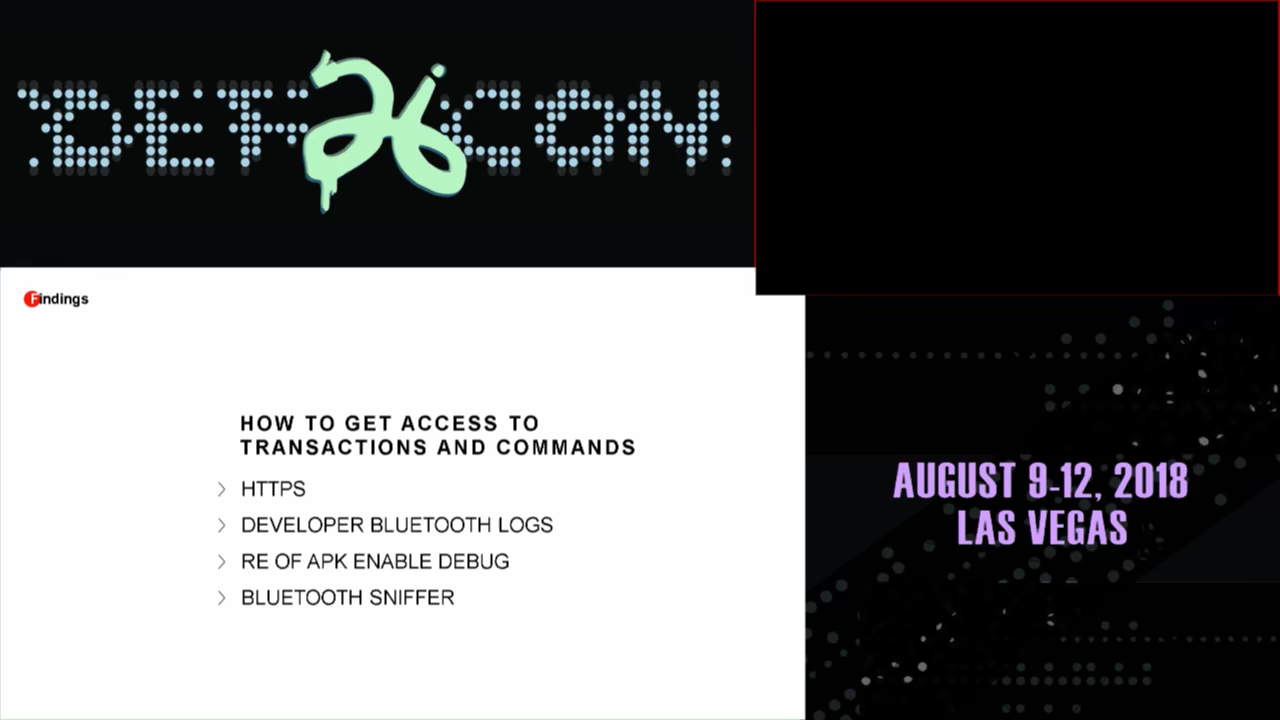 DEF CON 26
Findings
HOW TO GET ACCESS TO
TRANSACTIONS AND COMMANDS
HTTPS
DEVELOPER BLUETOOTH LOGS
RE OF APK ENABLE DEBUG
BLUETOOTH SNIFFER
AUGUST 9-12, 2018
LAS VEGAS